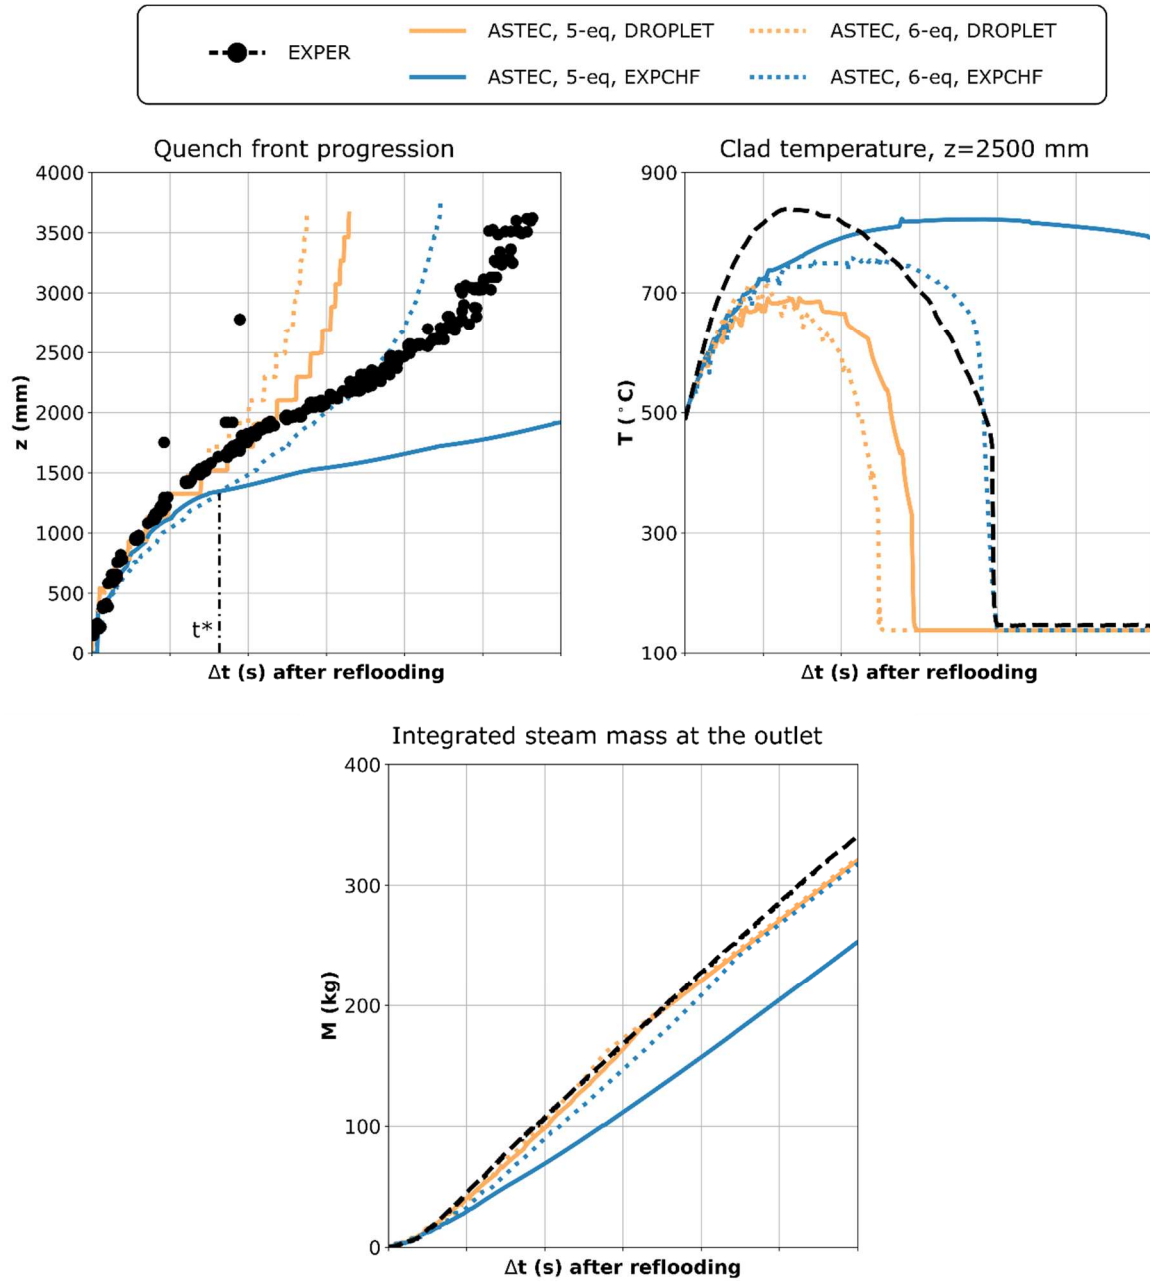 EXPER
ASTEC, 5-eq, DROPLET
ASTEC, 5-eq, EXPCHF
ASTEC, 6-eq, DROPLET
ASTEC, 6-eq, EXPCHF
Quench front progression
4000
3500
3000
2500
2000
1500
1000
500
0
z (mm)
t*
Δt (s) after reflooding
Clad temperature, z=2500 mm
900
700
500
300
100
T (°C)
Δt (s) after reflooding
Integrated steam mass at the outlet
400
300
200
100
0
M (kg)
Δt (s) after reflooding